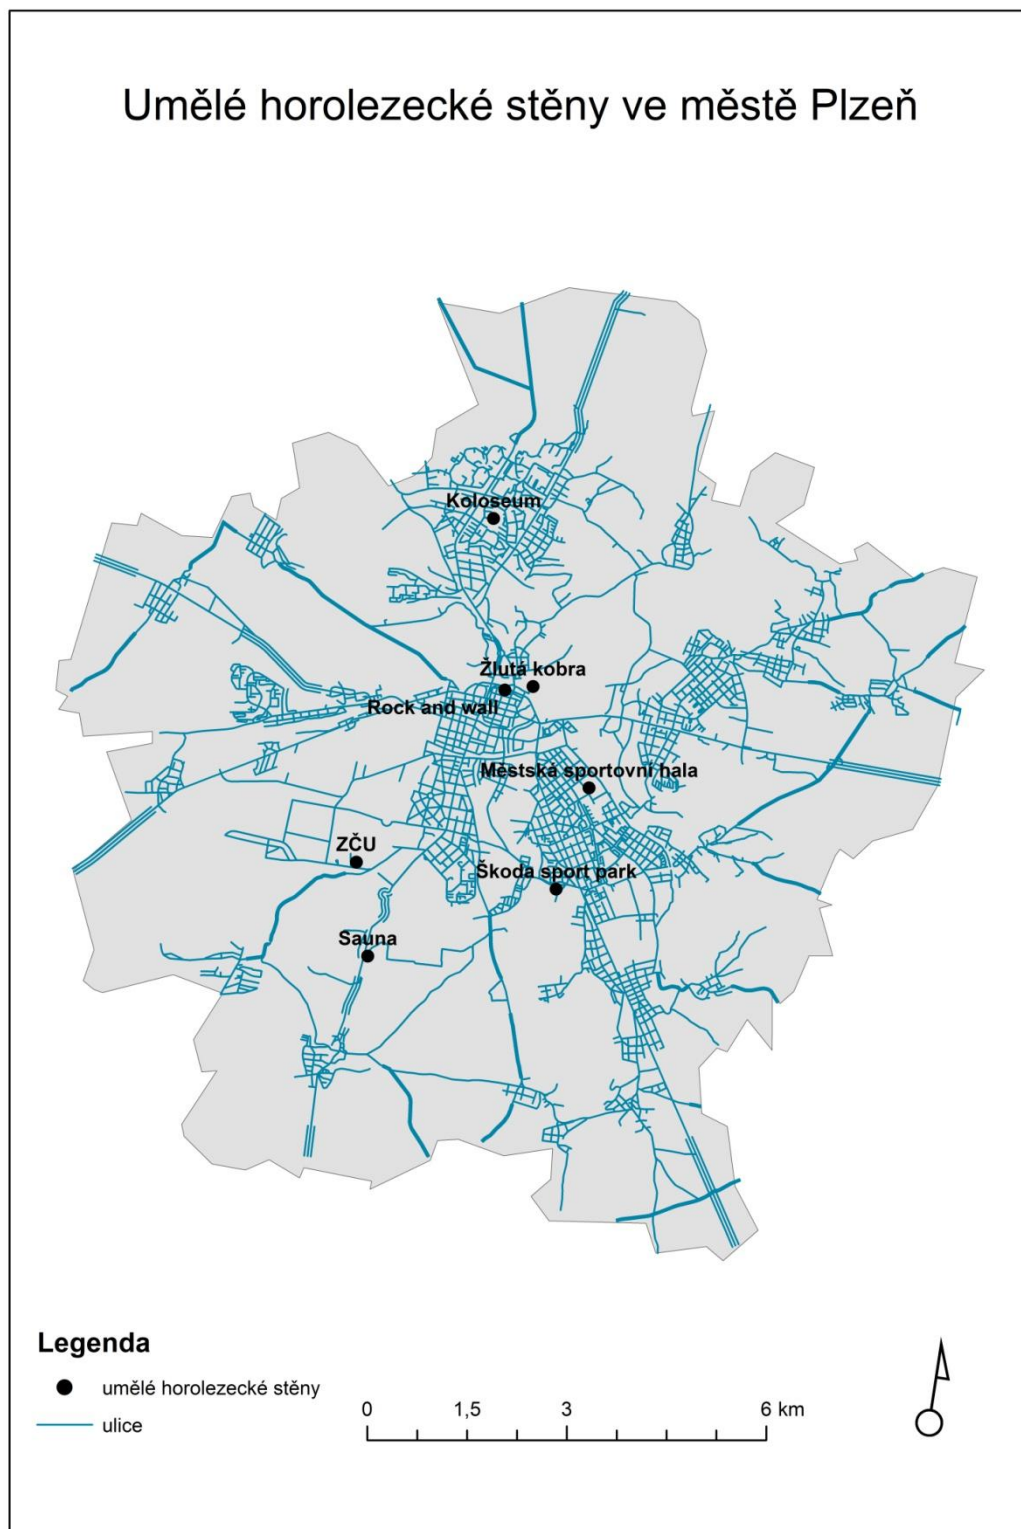 Umělé horolezecké stěny ve městě Plzeň
Koloseum
Žlutá kobra
Rock and wall
Městská sportovní hala
ZČU
Škoda sport park
Sauna
Legenda
umělé horolezecké stěny
ulice
0 1,5 3 6 km